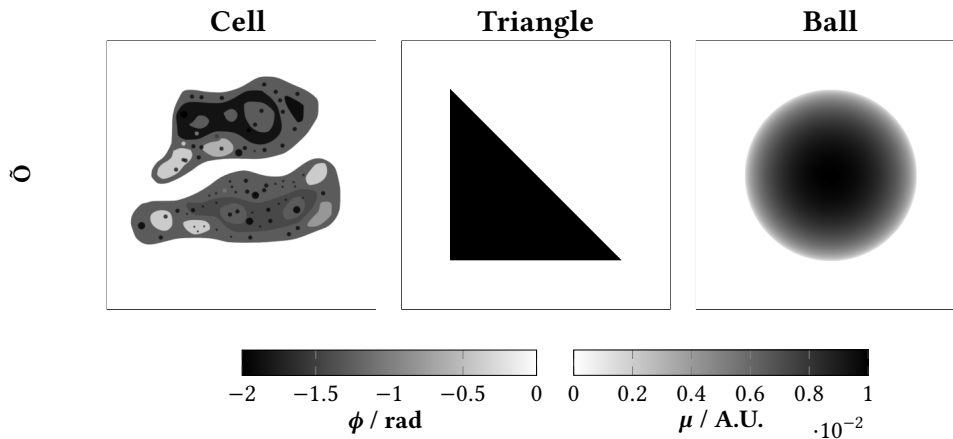 Cell Triangle Ball
Õ
−2 −1.5 −1 −0.5 0 0 0.2 0.4 0.6 0.8 1
ϕ / rad μ / A.U. ·10⁻²